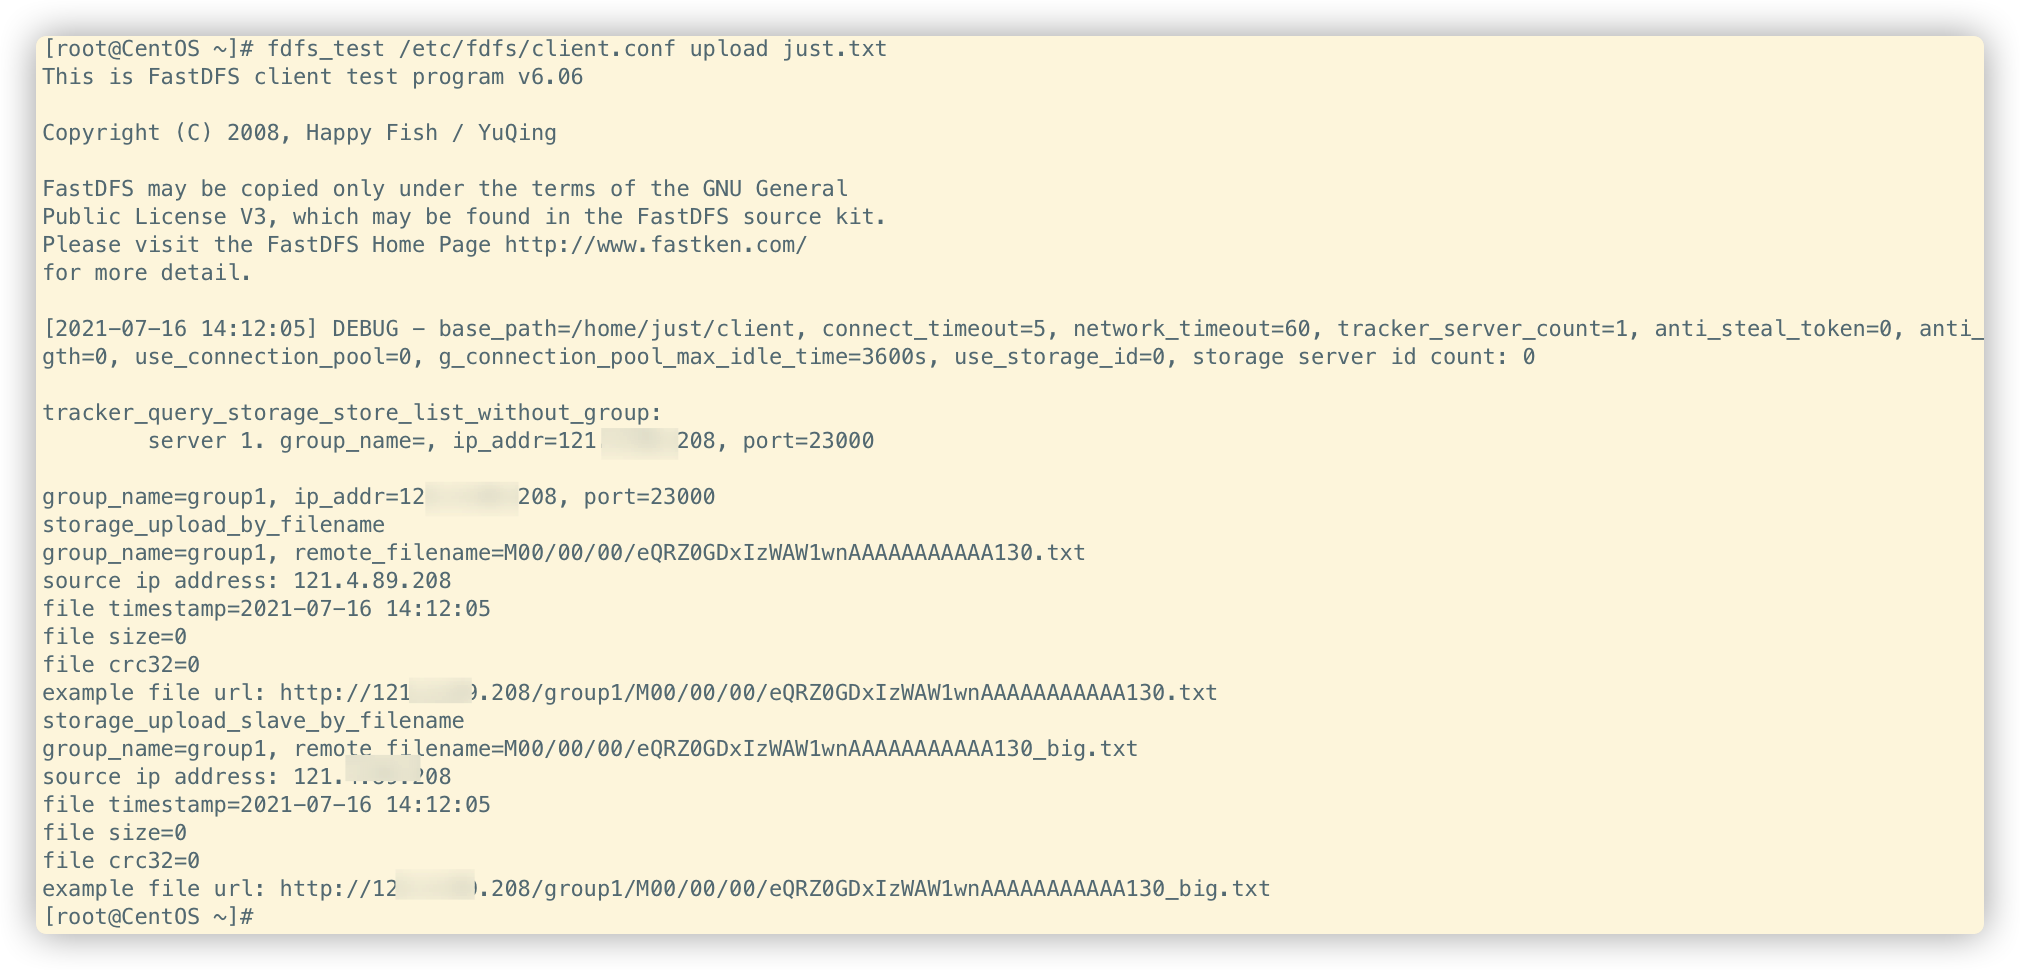 [root@CentOS ~]# fdfs_test /etc/fdfs/client.conf upload just.txt
This is FastDFS client test program v6.06
Copyright (C) 2008, Happy Fish / YuQing
FastDFS may be copied only under the terms of the GNU General
Public License V3, which may be found in the FastDFS source kit.
Please visit the FastDFS Home Page http://www.fastken.com/
for more detail.
[2021-07-16 14:12:05] DEBUG - base_path=/home/just/client, connect_timeout=5, network_timeout=60, tracker_server_count=1, anti_steal_token=0, anti_
gth=0, use_connection_pool=0, g_connection_pool_max_idle_time=3600s, use_storage_id=0, storage server id count: 0
tracker_query_storage_store_list_without_group:
server 1. group_name=, ip_addr=121 208, port=23000
group_name=group1, ip_addr=12 208, port=23000
storage_upload_by_filename
group_name=group1, remote_filename=M00/00/00/eQRZ0GDxIzWAW1wnAAAAAAAAAAA130.txt
source ip address: 121.4.89.208
file timestamp=2021-07-16 14:12:05
file size=0
file crc32=0
example file url: http://121 .208/group1/M00/00/00/eQRZ0GDxIzWAW1wnAAAAAAAAAAA130.txt
storage_upload_slave_by_filename
group_name=group1, remote_filename=M00/00/00/eQRZ0GDxIzWAW1wnAAAAAAAAAAA130_big.txt
source ip address: 121. 208
file timestamp=2021-07-16 14:12:05
file size=0
file crc32=0
example file url: http://12 .208/group1/M00/00/00/eQRZ0GDxIzWAW1wnAAAAAAAAAAA130_big.txt
[root@CentOS ~]#